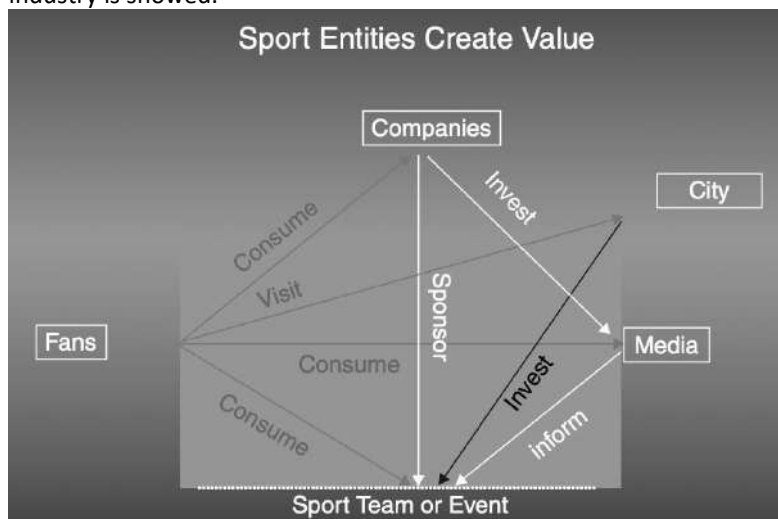 industry is showed.
Sport Entities Create Value
Companies
City
Invest
Consume
Visit
Sponsor
Fans
Media
Consume
Invest
Consume
inform
Sport Team or Event